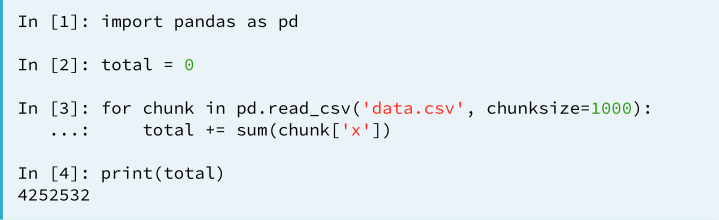 In [1]: import pandas as pd
In [2]: total = 0
In [3]: for chunk in pd.read_csv('data.csv', chunksize=1000):
   ...:     total += sum(chunk['x'])
In [4]: print(total)
4252532